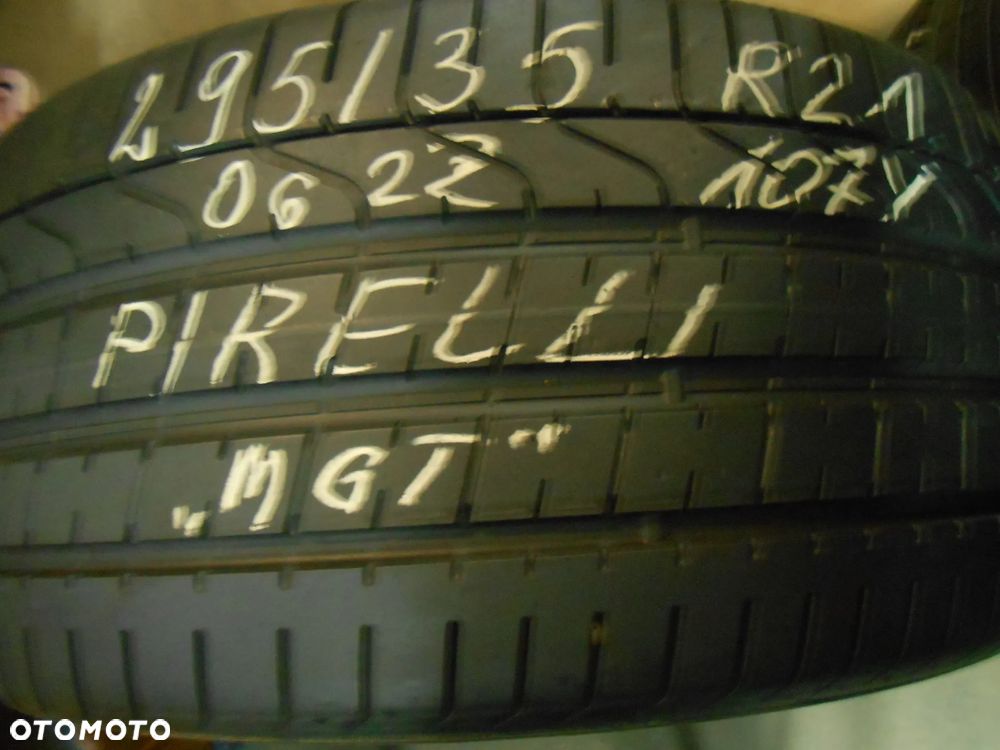 295/35 R21
06 22 107Y
PIRELLI
„MGT"
OTOMOTO